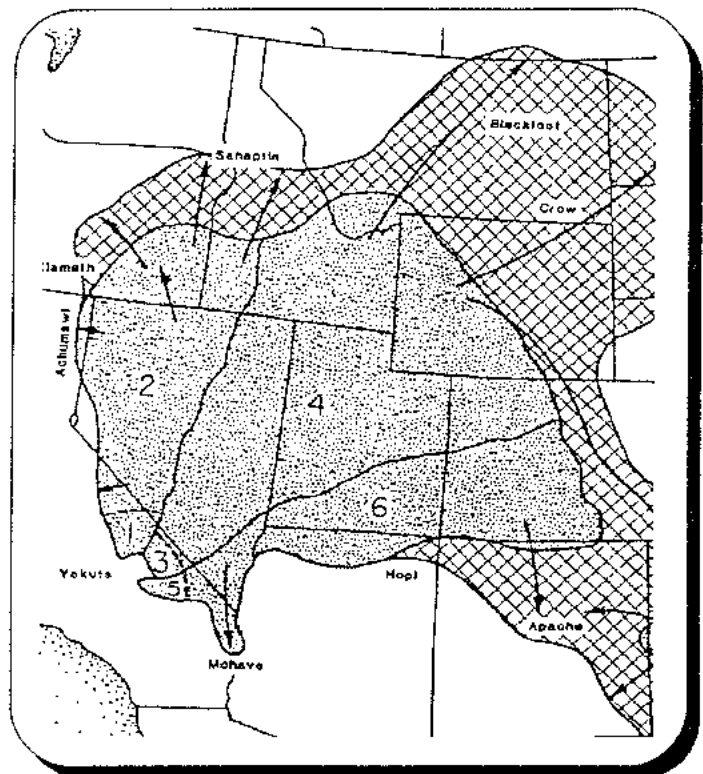 Blackfoot
Sahaptin
Crow
Klamath
Achumawi
2
4
6
1
3
5
Yokuts
Hopi
Apache
Mohave